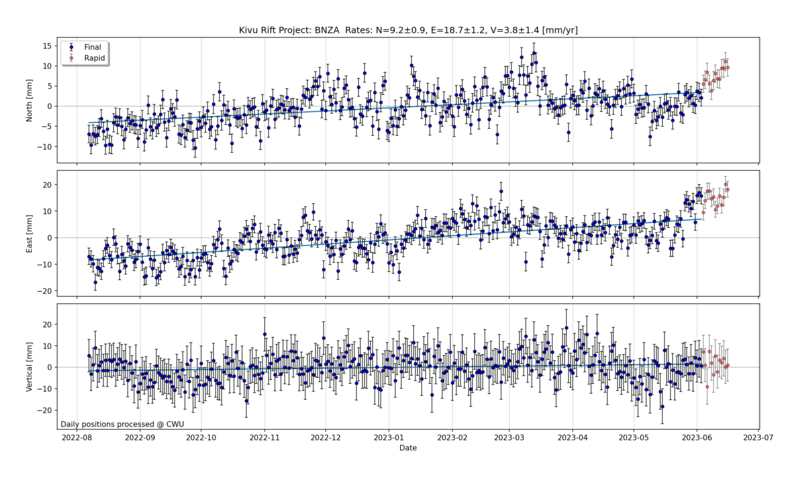 Kivu Rift Project: BNZA Rates: N=9.2±0.9, E=18.7±1.2, V=3.8±1.4 [mm/yr]
Final
Rapid
North [mm]
15
10
5
0
−5
−10
East [mm]
20
10
0
−10
−20
Vertical [mm]
20
10
0
−10
−20
Daily positions processed @ CWU
2022-08 2022-09 2022-10 2022-11 2022-12 2023-01 2023-02 2023-03 2023-04 2023-05 2023-06 2023-07
Date